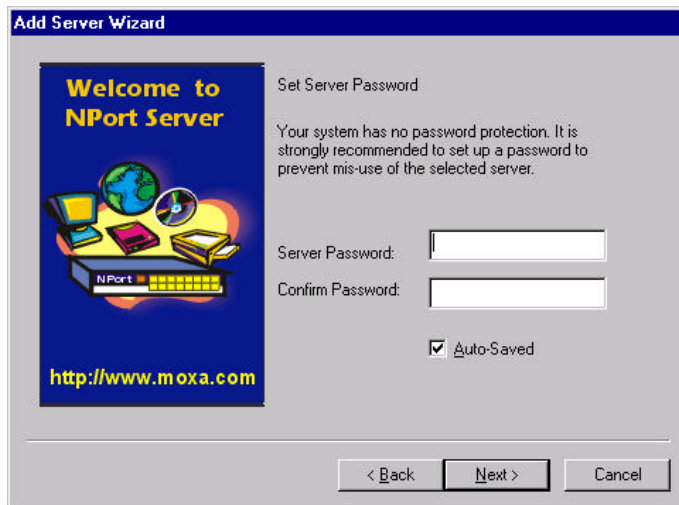 Add Server Wizard
Welcome to
NPort Server
NPort
http://www.moxa.com
Set Server Password
Your system has no password protection. It is
strongly recommended to set up a password to
prevent mis-use of the selected server.
Server Password:
Confirm Password:
Auto-Saved
< Back
Next >
Cancel